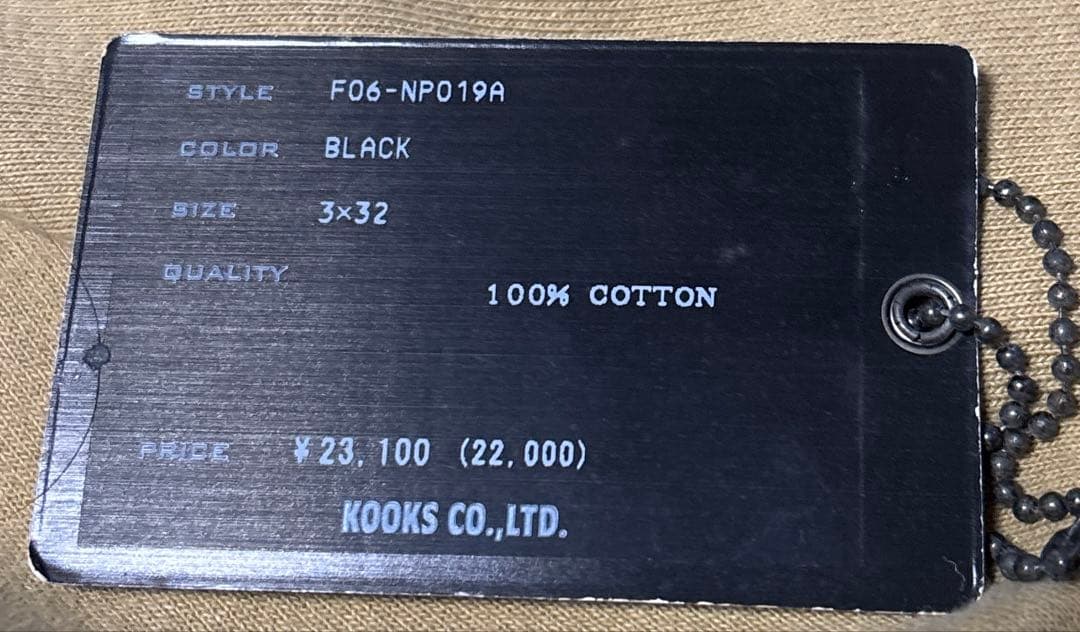 STYLE F06-NP019A
COLOR BLACK
SIZE 3×32
QUALITY
100% COTTON
PRICE ¥23,100 (22,000)
KOOKS CO.,LTD.